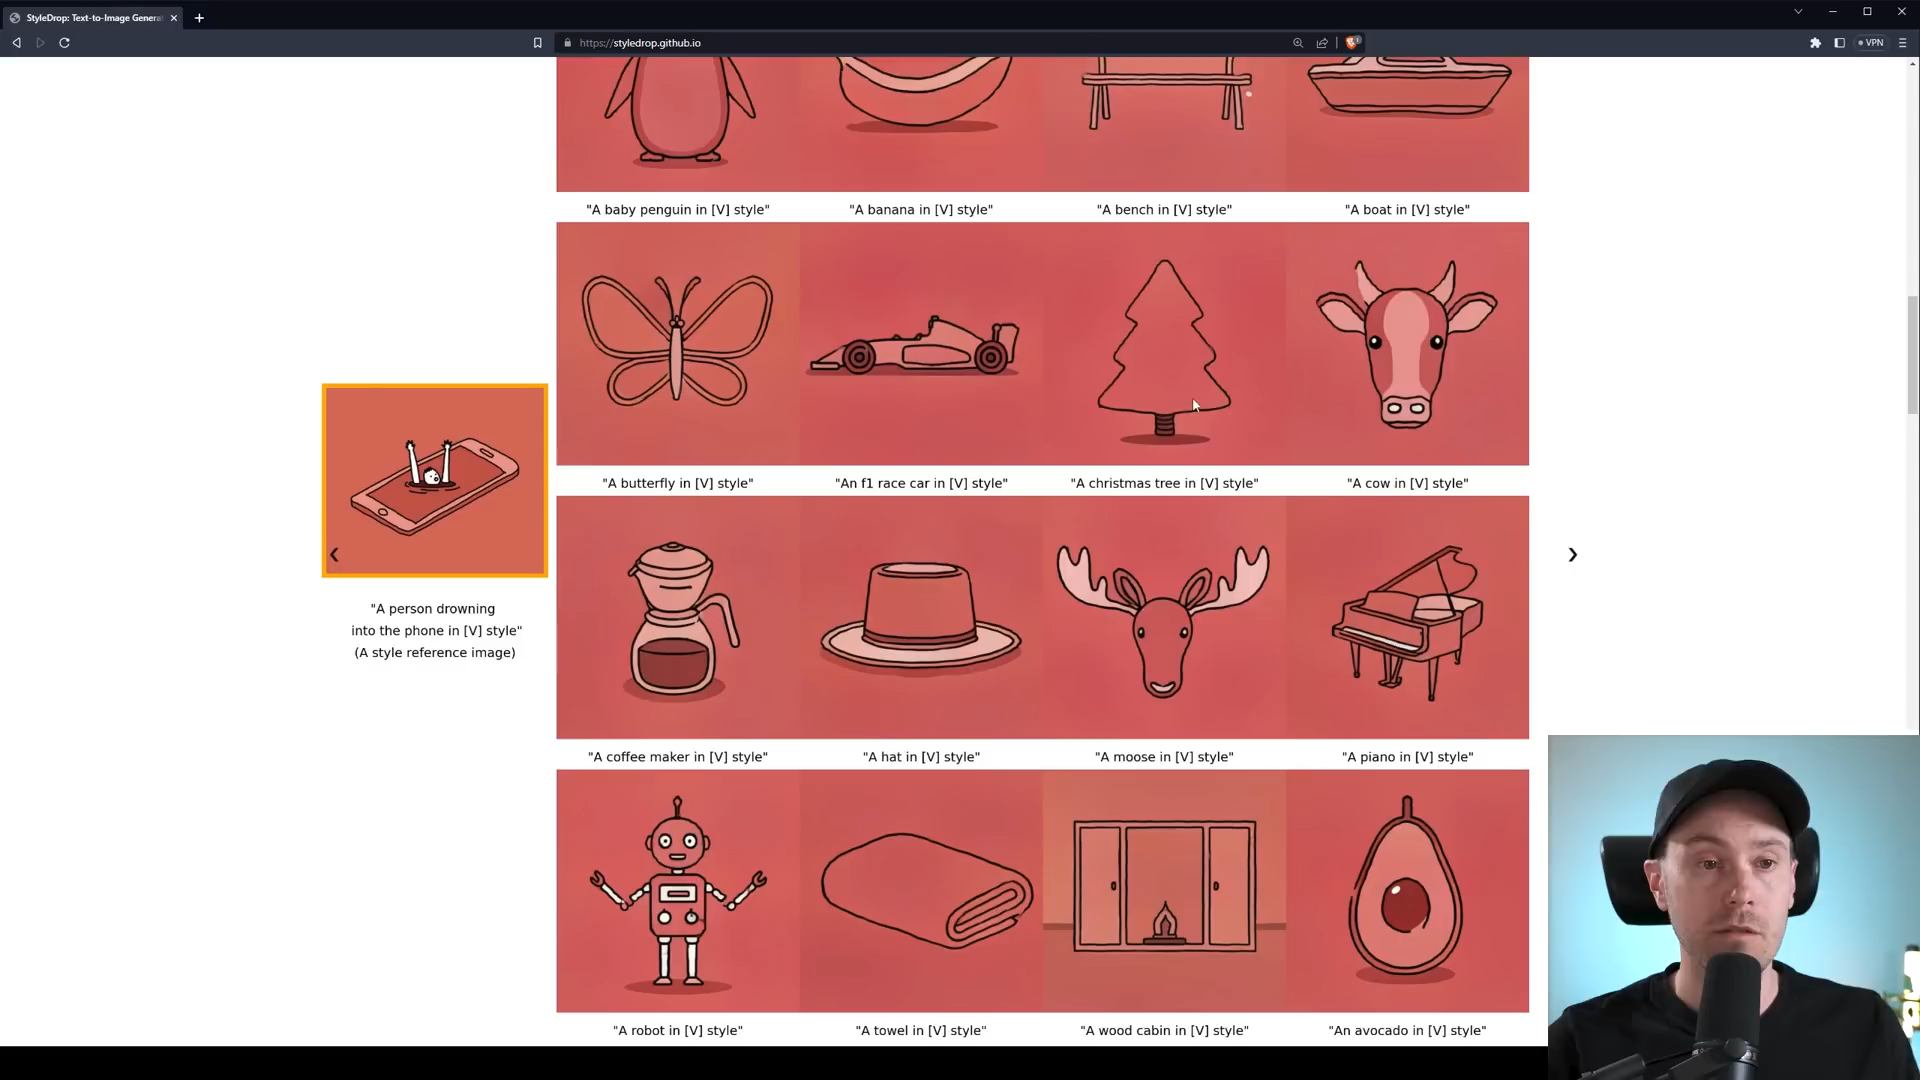 StyleDrop: Text-to-Image Genera
https://styledrop.github.io
VPN
"A baby penguin in [V] style"
"A banana in [V] style"
"A bench in [V] style"
"A boat in [V] style"
"A butterfly in [V] style"
"An f1 race car in [V] style"
"A christmas tree in [V] style"
"A cow in [V] style"
"A person drowning
into the phone in [V] style"
(A style reference image)
"A coffee maker in [V] style"
"A hat in [V] style"
"A moose in [V] style"
"A piano in [V] style"
"A robot in [V] style"
"A towel in [V] style"
"A wood cabin in [V] style"
"An avocado in [V] style"